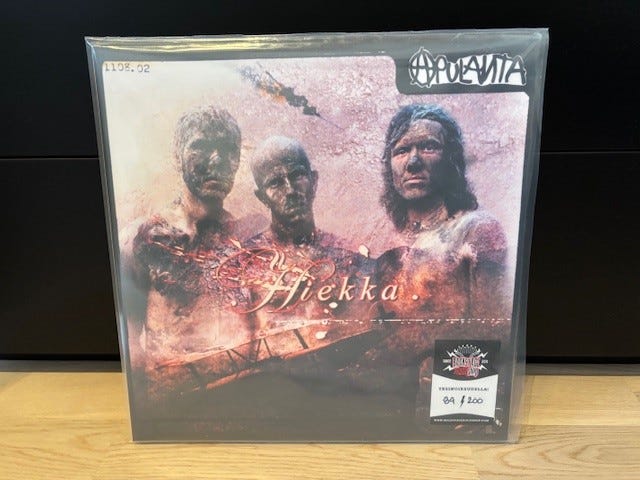 1108.02
APULANTA
Hiekka.
YKSINOIKEUDELLA!
89 / 200